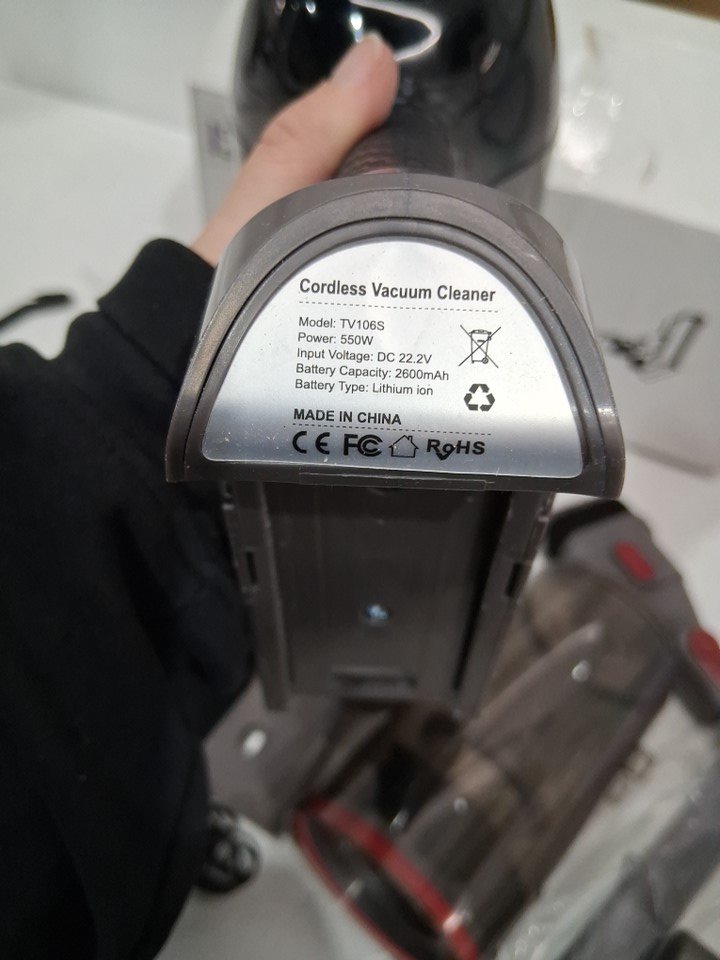 Cordless Vacuum Cleaner
Model: TV106S
Power: 550W
Input Voltage: DC 22.2V
Battery Capacity: 2600mAh
Battery Type: Lithium ion
MADE IN CHINA
CE FC RoHS